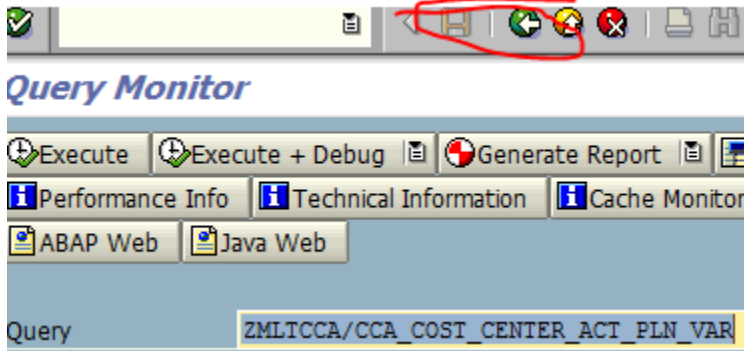 Query Monitor
Execute Execute + Debug Generate Report
Performance Info Technical Information Cache Monitor
ABAP Web Java Web
Query ZMLTCCA/CCA_COST_CENTER_ACT_PLN_VAR